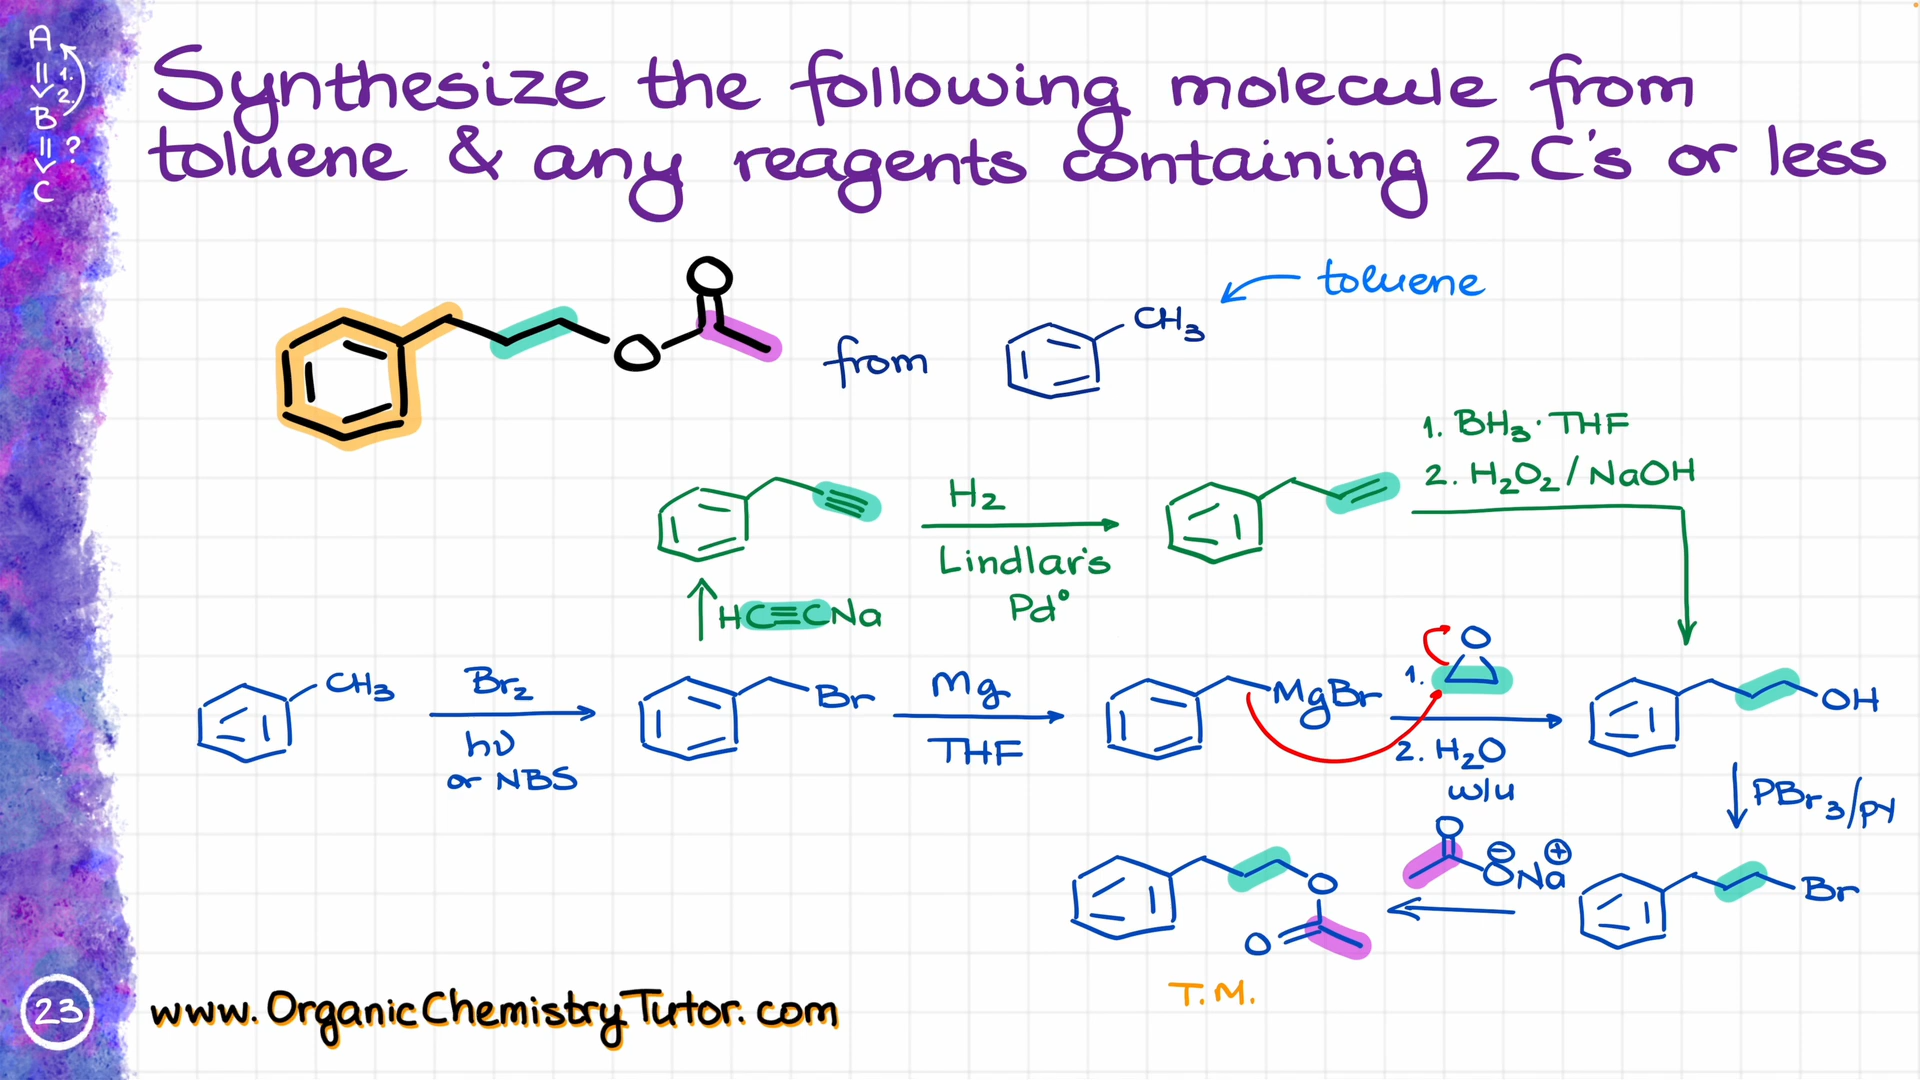 A
1.
2.
B
?
C
Synthesize the following molecule from
toluene & any reagents containing 2 C's or less
O
O
from
CH₃
toluene
1. BH₃·THF
2. H₂O₂ / NaOH
H₂
Lindlar's
Pd°
HC≡CNa
CH₃
Br₂
hν
or NBS
Br
Mg
THF
MgBr
1.
O
2. H₂O
w/u
OH
PBr₃/py
Br
O
O⊖ Na⊕
O
O
T.M.
23
www.OrganicChemistryTutor.com